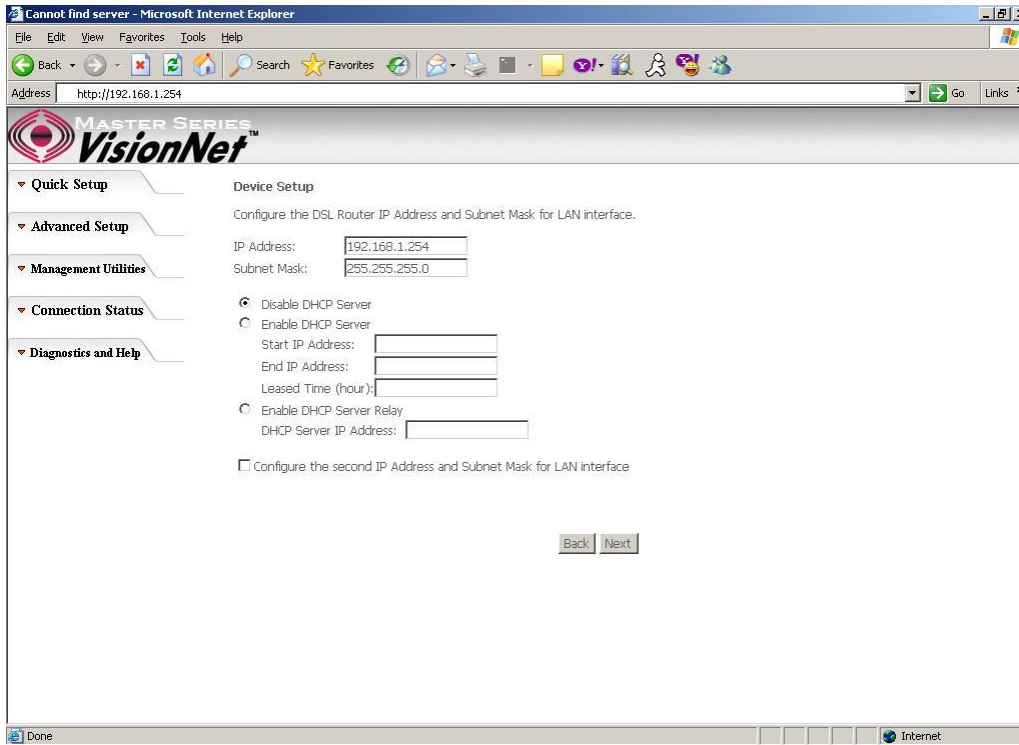 Cannot find server - Microsoft Internet Explorer
File Edit View Favorites Tools Help
Back Search Favorites
Address http://192.168.1.254 Go Links
MASTER SERIES
VisionNet™
Quick Setup
Advanced Setup
Management Utilities
Connection Status
Diagnostics and Help
Device Setup
Configure the DSL Router IP Address and Subnet Mask for LAN interface.
IP Address: 192.168.1.254
Subnet Mask: 255.255.255.0
Disable DHCP Server
Enable DHCP Server
Start IP Address:
End IP Address:
Leased Time (hour):
Enable DHCP Server Relay
DHCP Server IP Address:
Configure the second IP Address and Subnet Mask for LAN interface
Back Next
Done Internet